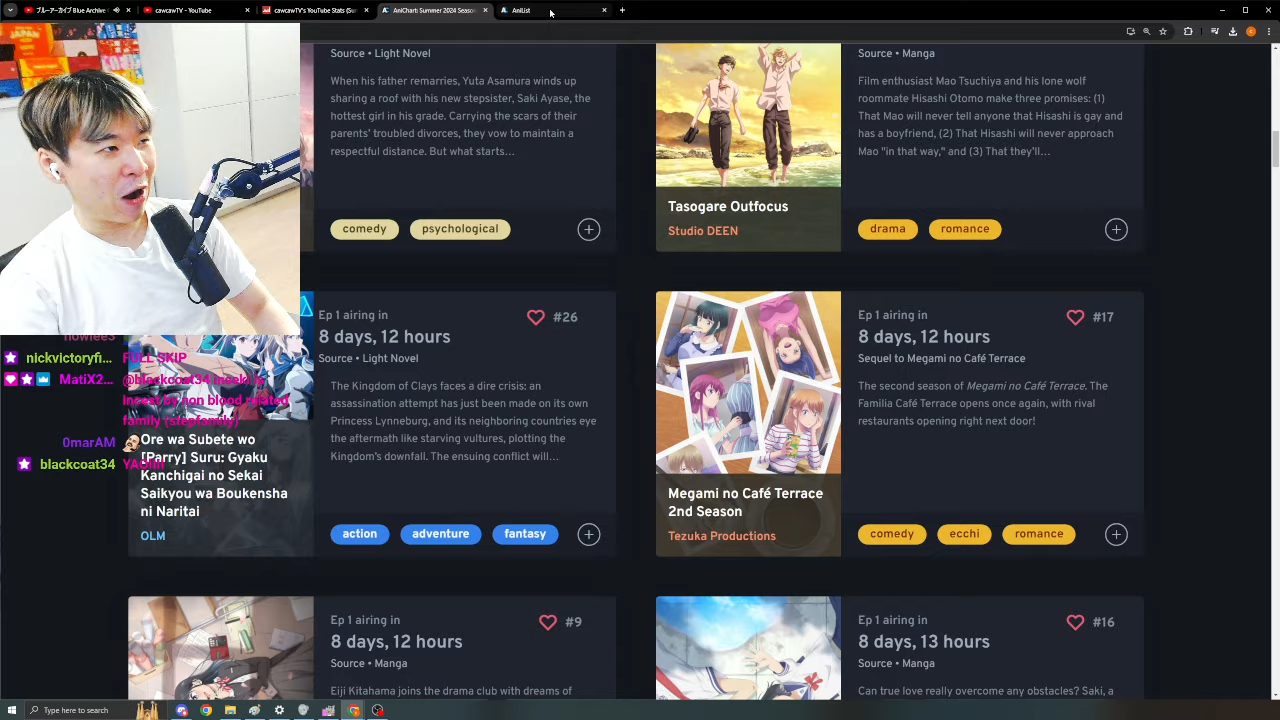 ブルーアーカイブ Blue Archive
cawcawTV - YouTube
cawcawTV's YouTube Stats (Su
AniChart: Summer 2024 Seaso
AniList
Source • Light Novel
When his father remarries, Yuta Asamura winds up
sharing a roof with his new stepsister, Saki Ayase, the
hottest girl in his grade. Carrying the scars of their
parents' troubled divorces, they vow to maintain a
respectful distance. But what starts...
comedy
psychological
Source • Manga
Film enthusiast Mao Tsuchiya and his lone wolf
roommate Hisashi Otomo make three promises: (1)
That Mao will never tell anyone that Hisashi is gay and
has a boyfriend, (2) That Hisashi will never approach
Mao "in that way," and (3) That they'll...
Tasogare Outfocus
Studio DEEN
drama
romance
JAPAN
nickvictoryfi...
FULL SKIP
MatiX2...
family (stepfamily)
0marAM
blackcoat34
Ep 1 airing in
#26
8 days, 12 hours
Source • Light Novel
The Kingdom of Clays faces a dire crisis: an
assassination attempt has just been made on its own
Princess Lynneburg, and its neighboring countries eye
the aftermath like starving vultures, plotting the
Kingdom's downfall. The ensuing conflict will...
Ore wa Subete wo
[Parry] Suru: Gyaku
Kanchigai no Sekai
Saikyou wa Boukensha
ni Naritai
OLM
action
adventure
fantasy
Ep 1 airing in
#17
8 days, 12 hours
Sequel to Megami no Café Terrace
The second season of Megami no Café Terrace. The
Familia Café Terrace opens once again, with rival
restaurants opening right next door!
Megami no Café Terrace
2nd Season
Tezuka Productions
comedy
ecchi
romance
Ep 1 airing in
#9
8 days, 12 hours
Source • Manga
Eiji Kitahama joins the drama club with dreams of
Ep 1 airing in
#16
8 days, 13 hours
Source • Manga
Can true love really overcome any obstacles? Saki, a
Type here to search